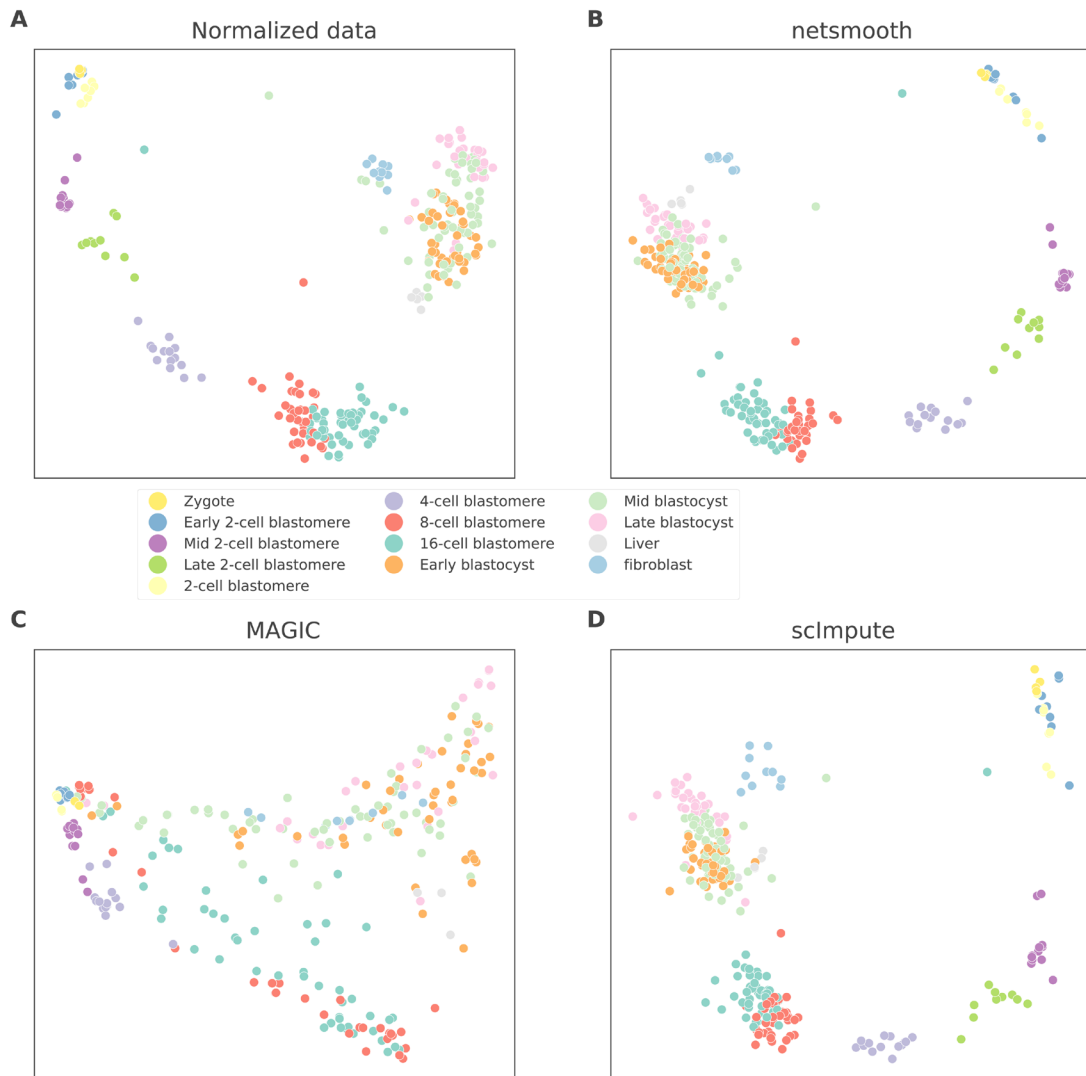 A
Normalized data
B
netsmooth
Zygote
Early 2-cell blastomere
Mid 2-cell blastomere
Late 2-cell blastomere
2-cell blastomere
4-cell blastomere
8-cell blastomere
16-cell blastomere
Early blastocyst
Mid blastocyst
Late blastocyst
Liver
fibroblast
C
MAGIC
D
scImpute